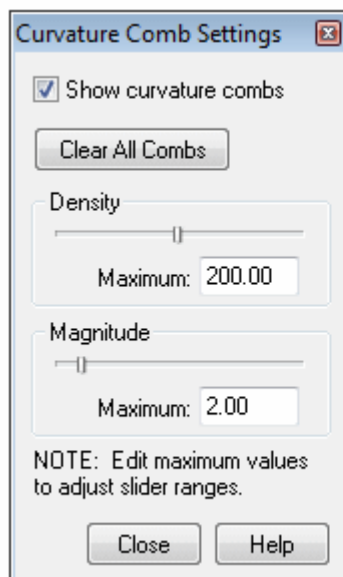 Curvature Comb Settings
Show curvature combs
Clear All Combs
Density
Maximum: 200.00
Magnitude
Maximum: 2.00
NOTE: Edit maximum values
to adjust slider ranges.
Close Help